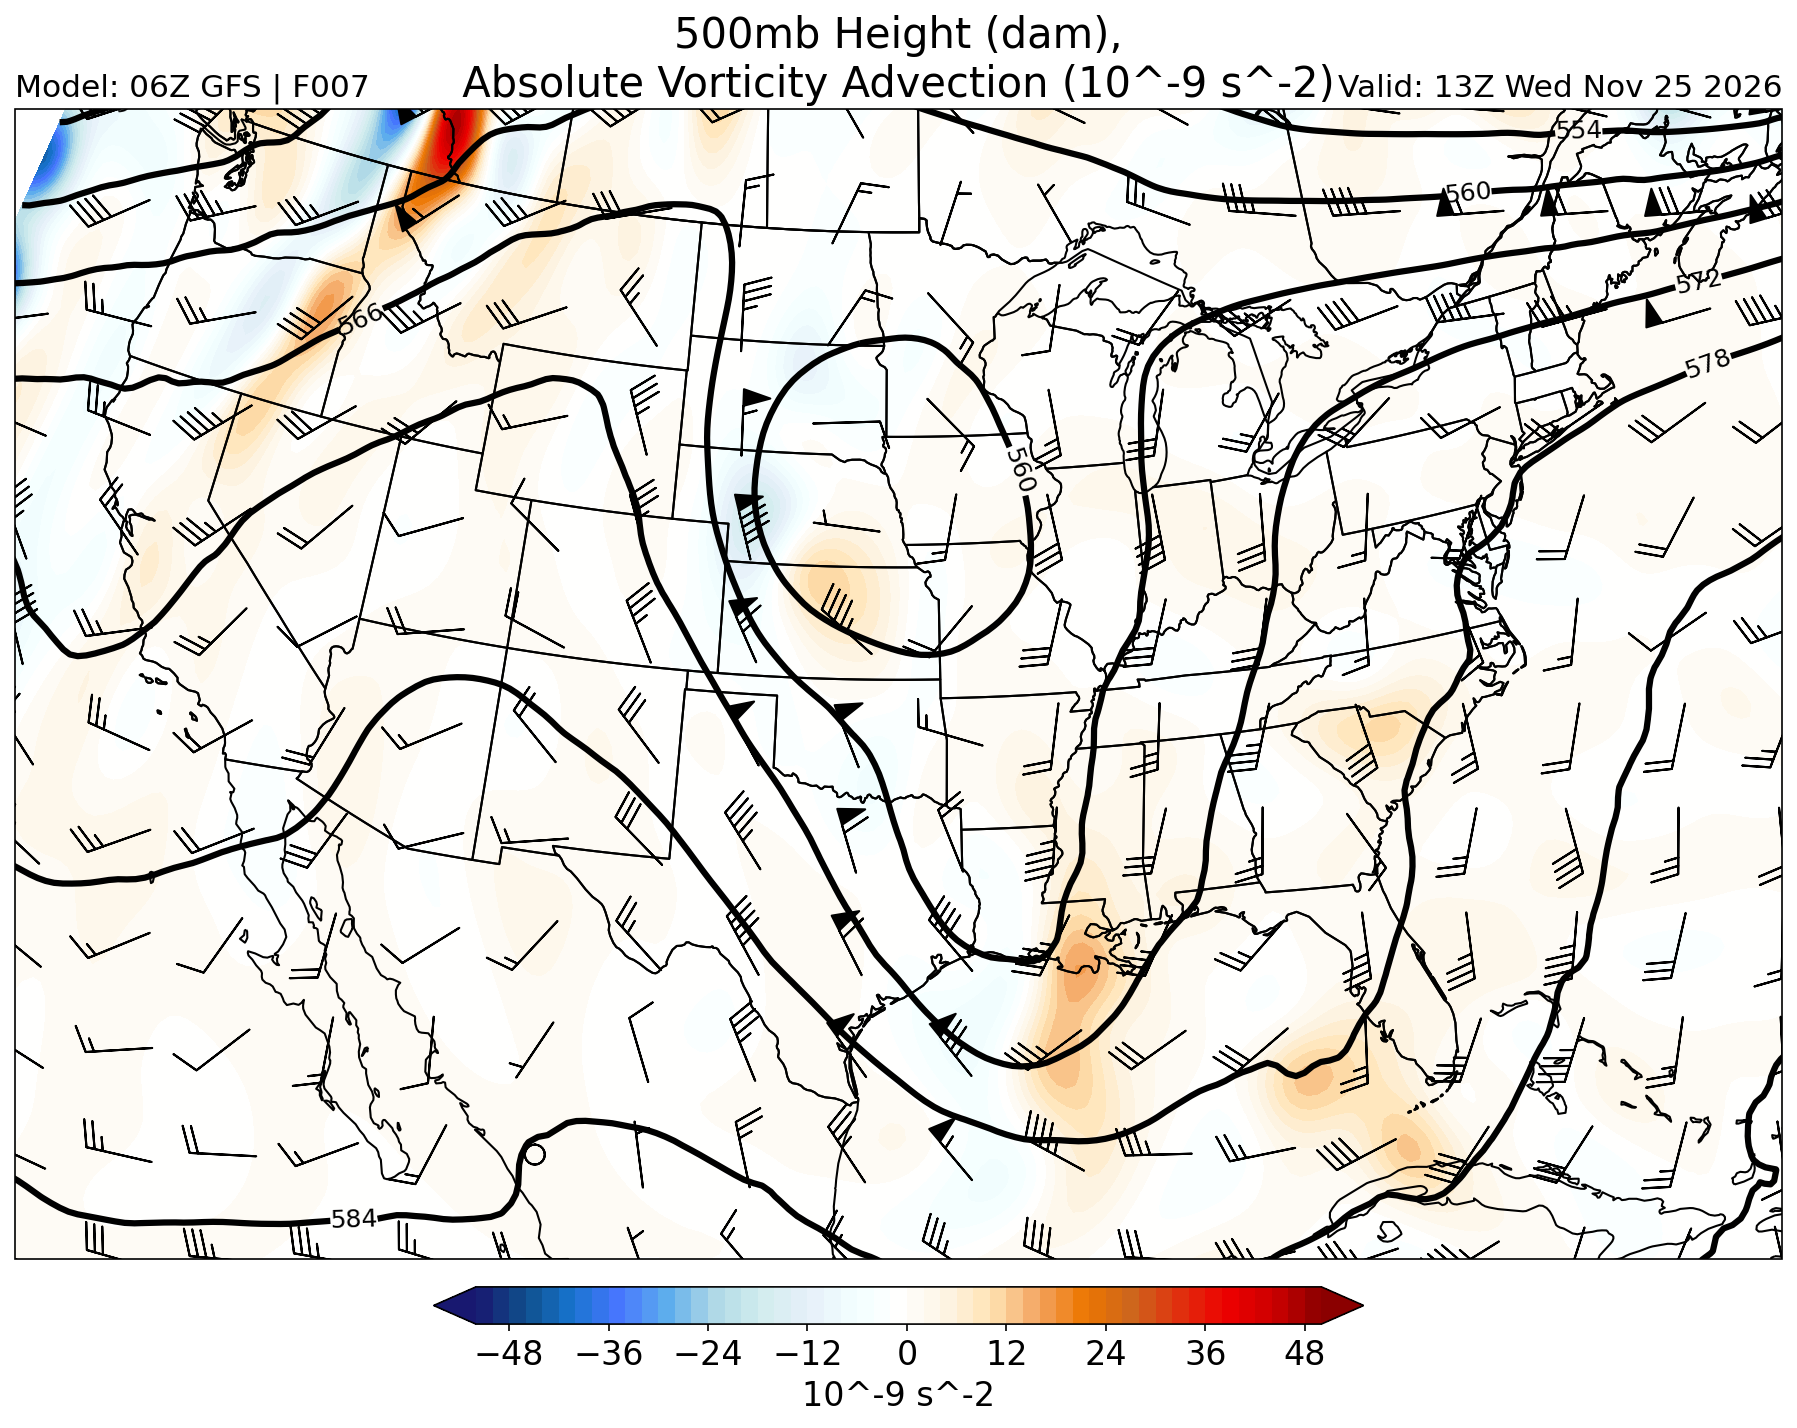 500mb Height (dam),
Model: 06Z GFS | F007
Absolute Vorticity Advection (10^-9 s^-2)
Valid: 13Z Wed Nov 25 2026
554
560
572
566
578
560
584
−48 −36 −24 −12 0 12 24 36 48
10^-9 s^-2